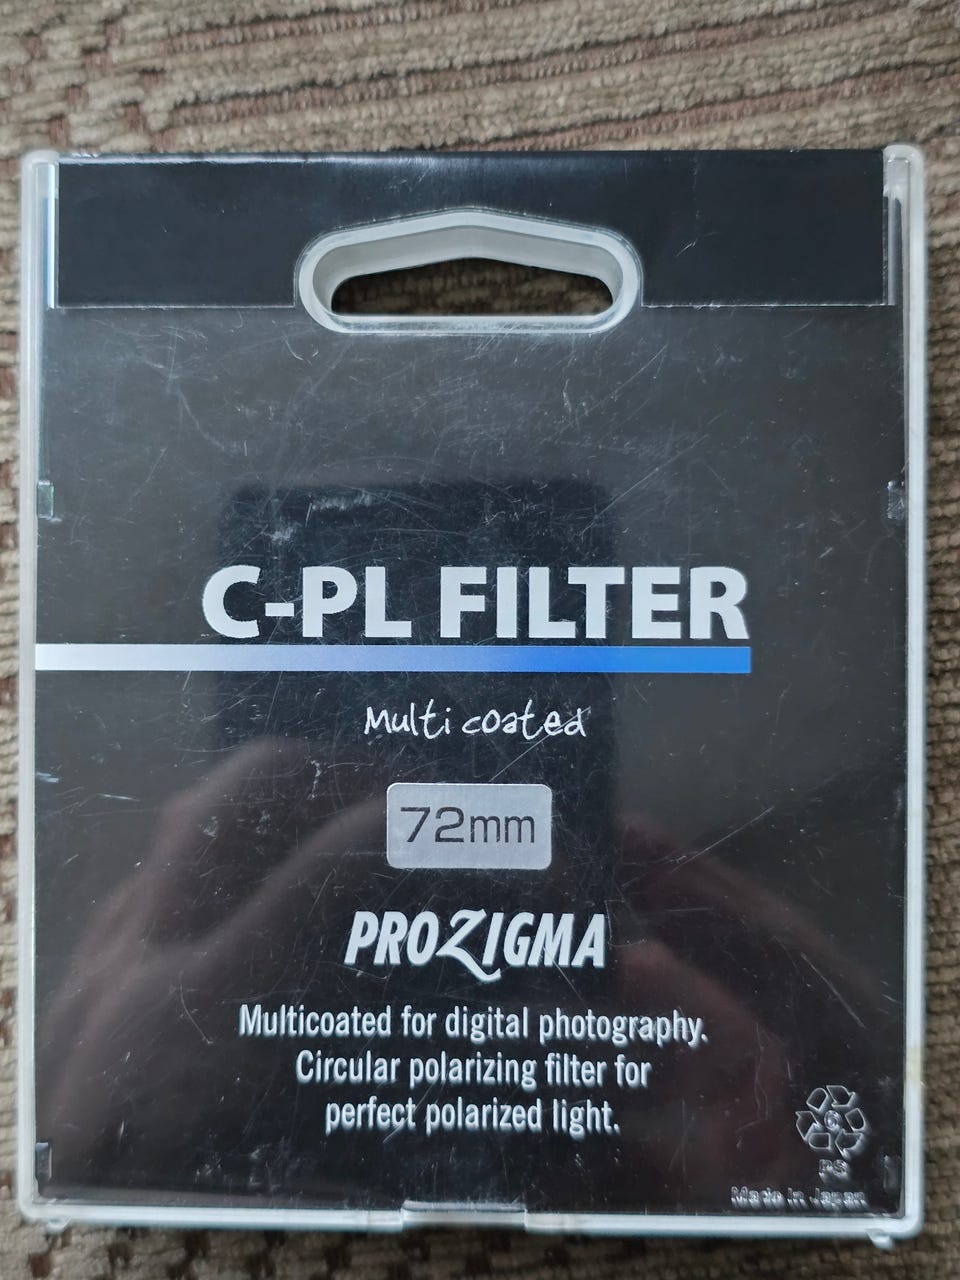 C-PL FILTER
Multi coated
72mm
PROZIGMA
Multicoated for digital photography.
Circular polarizing filter for
perfect polarized light.
6
PS
Made in Japan